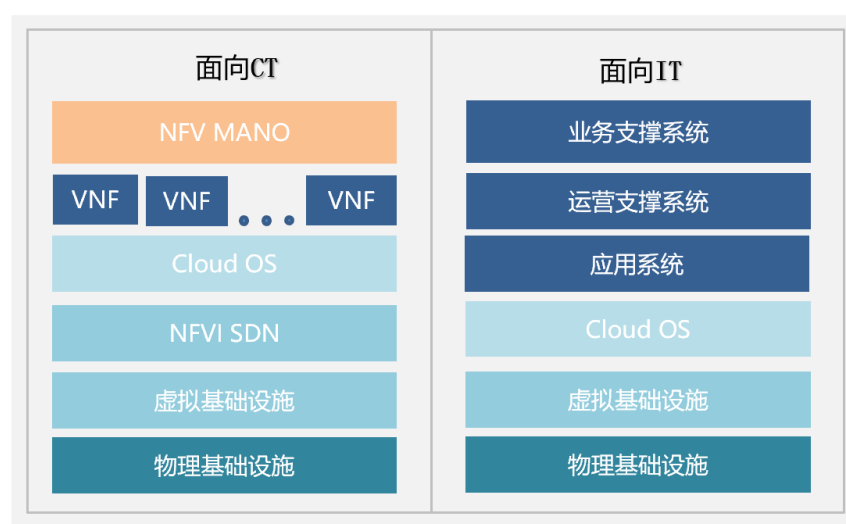 面向CT
NFV MANO
VNF VNF VNF
Cloud OS
NFVI SDN
虚拟基础设施
物理基础设施
面向IT
业务支撑系统
运营支撑系统
应用系统
Cloud OS
虚拟基础设施
物理基础设施